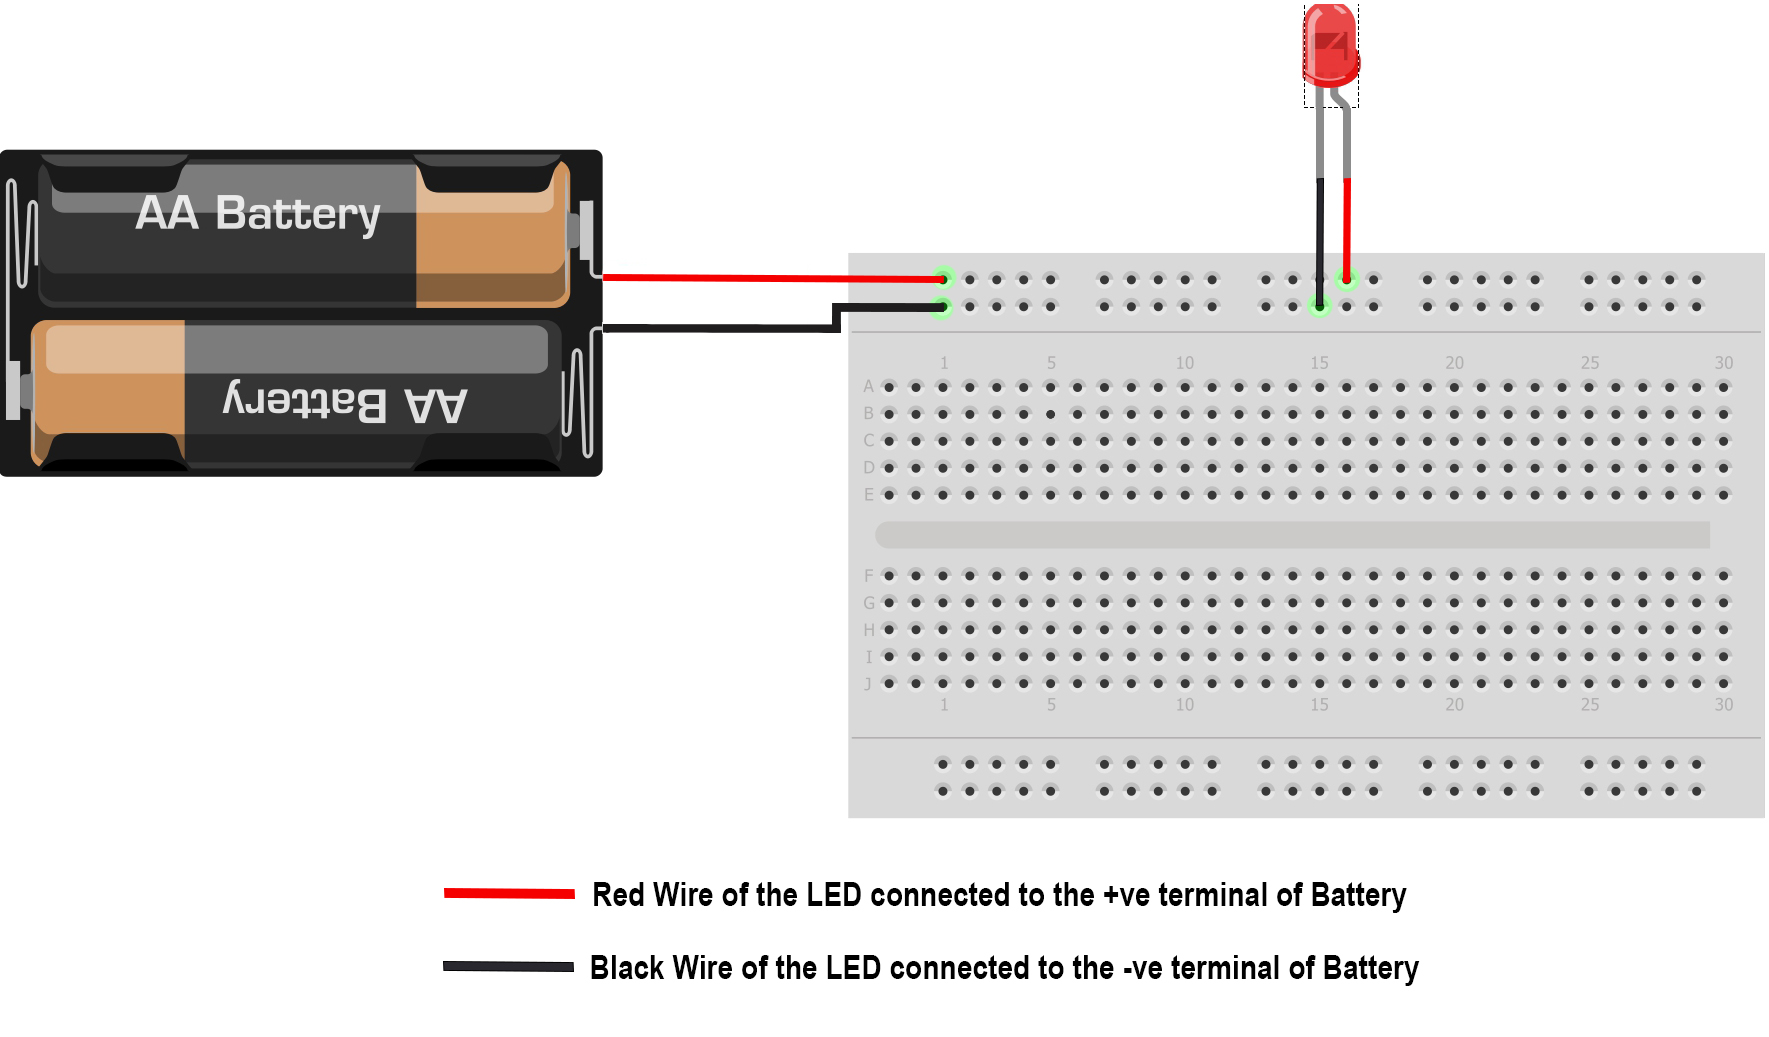 AA Battery
AA Battery
1 5 10 15 20 25 30
A
B
C
D
E
F
G
H
I
J
1 5 10 15 20 25 30
Red Wire of the LED connected to the +ve terminal of Battery
Black Wire of the LED connected to the -ve terminal of Battery